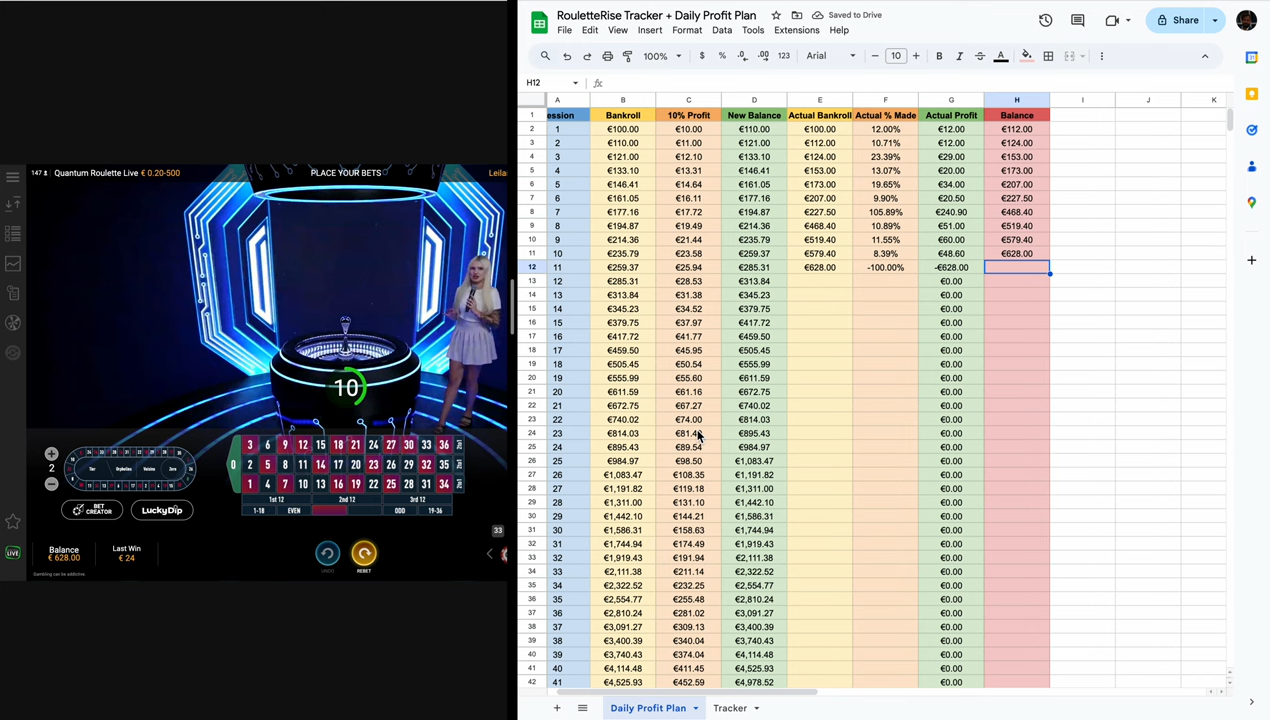 147 Quantum Roulette Live € 0.20-500
PLACE YOUR BETS
Leila
10
+
2
−
Tier Orphelins Voisins Zero
BET CREATOR
LuckyDip
3 6 9 12 15 18 21 24 27 30 33 36 2to1
0 2 5 8 11 14 17 20 23 26 29 32 35 2to1
1 4 7 10 13 16 19 22 25 28 31 34 2to1
1st 12 2nd 12 3rd 12
1-18 EVEN ODD 19-36
33
LIVE
Balance
€ 628.00
Last Win
€ 24
UNDO
REBET
Gambling can be addictive.
RouletteRise Tracker + Daily Profit Plan
Saved to Drive
File Edit View Insert Format Data Tools Extensions Help
Share
100% $ % .0 .00 123 Arial − 10 + B I S A
H12 fx
A B C D E F G H I J K
1 ession Bankroll 10% Profit New Balance Actual Bankroll Actual % Made Actual Profit Balance
2 1 €100.00 €10.00 €110.00 €100.00 12.00% €12.00 €112.00
3 2 €110.00 €11.00 €121.00 €112.00 10.71% €12.00 €124.00
4 3 €121.00 €12.10 €133.10 €124.00 23.39% €29.00 €153.00
5 4 €133.10 €13.31 €146.41 €153.00 13.07% €20.00 €173.00
6 5 €146.41 €14.64 €161.05 €173.00 19.65% €34.00 €207.00
7 6 €161.05 €16.11 €177.16 €207.00 9.90% €20.50 €227.50
8 7 €177.16 €17.72 €194.87 €227.50 105.89% €240.90 €468.40
9 8 €194.87 €19.49 €214.36 €468.40 10.89% €51.00 €519.40
10 9 €214.36 €21.44 €235.79 €519.40 11.55% €60.00 €579.40
11 10 €235.79 €23.58 €259.37 €579.40 8.39% €48.60 €628.00
12 11 €259.37 €25.94 €285.31 €628.00 -100.00% -€628.00
13 12 €285.31 €28.53 €313.84 €0.00
14 13 €313.84 €31.38 €345.23 €0.00
15 14 €345.23 €34.52 €379.75 €0.00
16 15 €379.75 €37.97 €417.72 €0.00
17 16 €417.72 €41.77 €459.50 €0.00
18 17 €459.50 €45.95 €505.45 €0.00
19 18 €505.45 €50.54 €555.99 €0.00
20 19 €555.99 €55.60 €611.59 €0.00
21 20 €611.59 €61.16 €672.75 €0.00
22 21 €672.75 €67.27 €740.02 €0.00
23 22 €740.02 €74.00 €814.03 €0.00
24 23 €814.03 €81.4 €895.43 €0.00
25 24 €895.43 €89.54 €984.97 €0.00
26 25 €984.97 €98.50 €1,083.47 €0.00
27 26 €1,083.47 €108.35 €1,191.82 €0.00
28 27 €1,191.82 €119.18 €1,311.00 €0.00
29 28 €1,311.00 €131.10 €1,442.10 €0.00
30 29 €1,442.10 €144.21 €1,586.31 €0.00
31 30 €1,586.31 €158.63 €1,744.94 €0.00
32 31 €1,744.94 €174.49 €1,919.43 €0.00
33 32 €1,919.43 €191.94 €2,111.38 €0.00
34 33 €2,111.38 €211.14 €2,322.52 €0.00
35 34 €2,322.52 €232.25 €2,554.77 €0.00
36 35 €2,554.77 €255.48 €2,810.24 €0.00
37 36 €2,810.24 €281.02 €3,091.27 €0.00
38 37 €3,091.27 €309.13 €3,400.39 €0.00
39 38 €3,400.39 €340.04 €3,740.43 €0.00
40 39 €3,740.43 €374.04 €4,114.48 €0.00
41 40 €4,114.48 €411.45 €4,525.93 €0.00
42 41 €4,525.93 €452.59 €4,978.52 €0.00
+ Daily Profit Plan Tracker